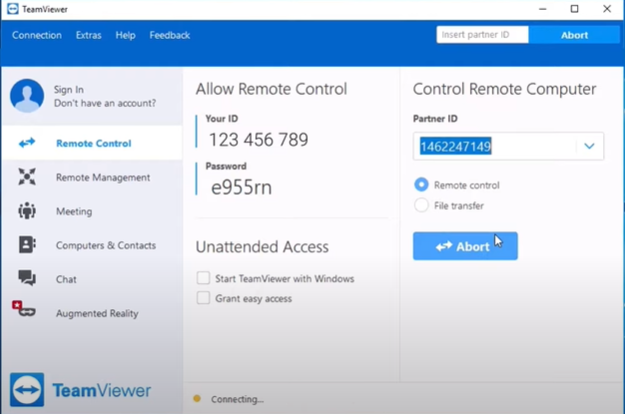 TeamViewer
Connection Extras Help Feedback
Insert partner ID
Abort
Sign In
Don't have an account?
Remote Control
Remote Management
Meeting
Computers & Contacts
Chat
Augmented Reality
TeamViewer
Allow Remote Control
Your ID
123 456 789
Password
e955rn
Unattended Access
Start TeamViewer with Windows
Grant easy access
Control Remote Computer
Partner ID
1462247149
Remote control
File transfer
Abort
Connecting...